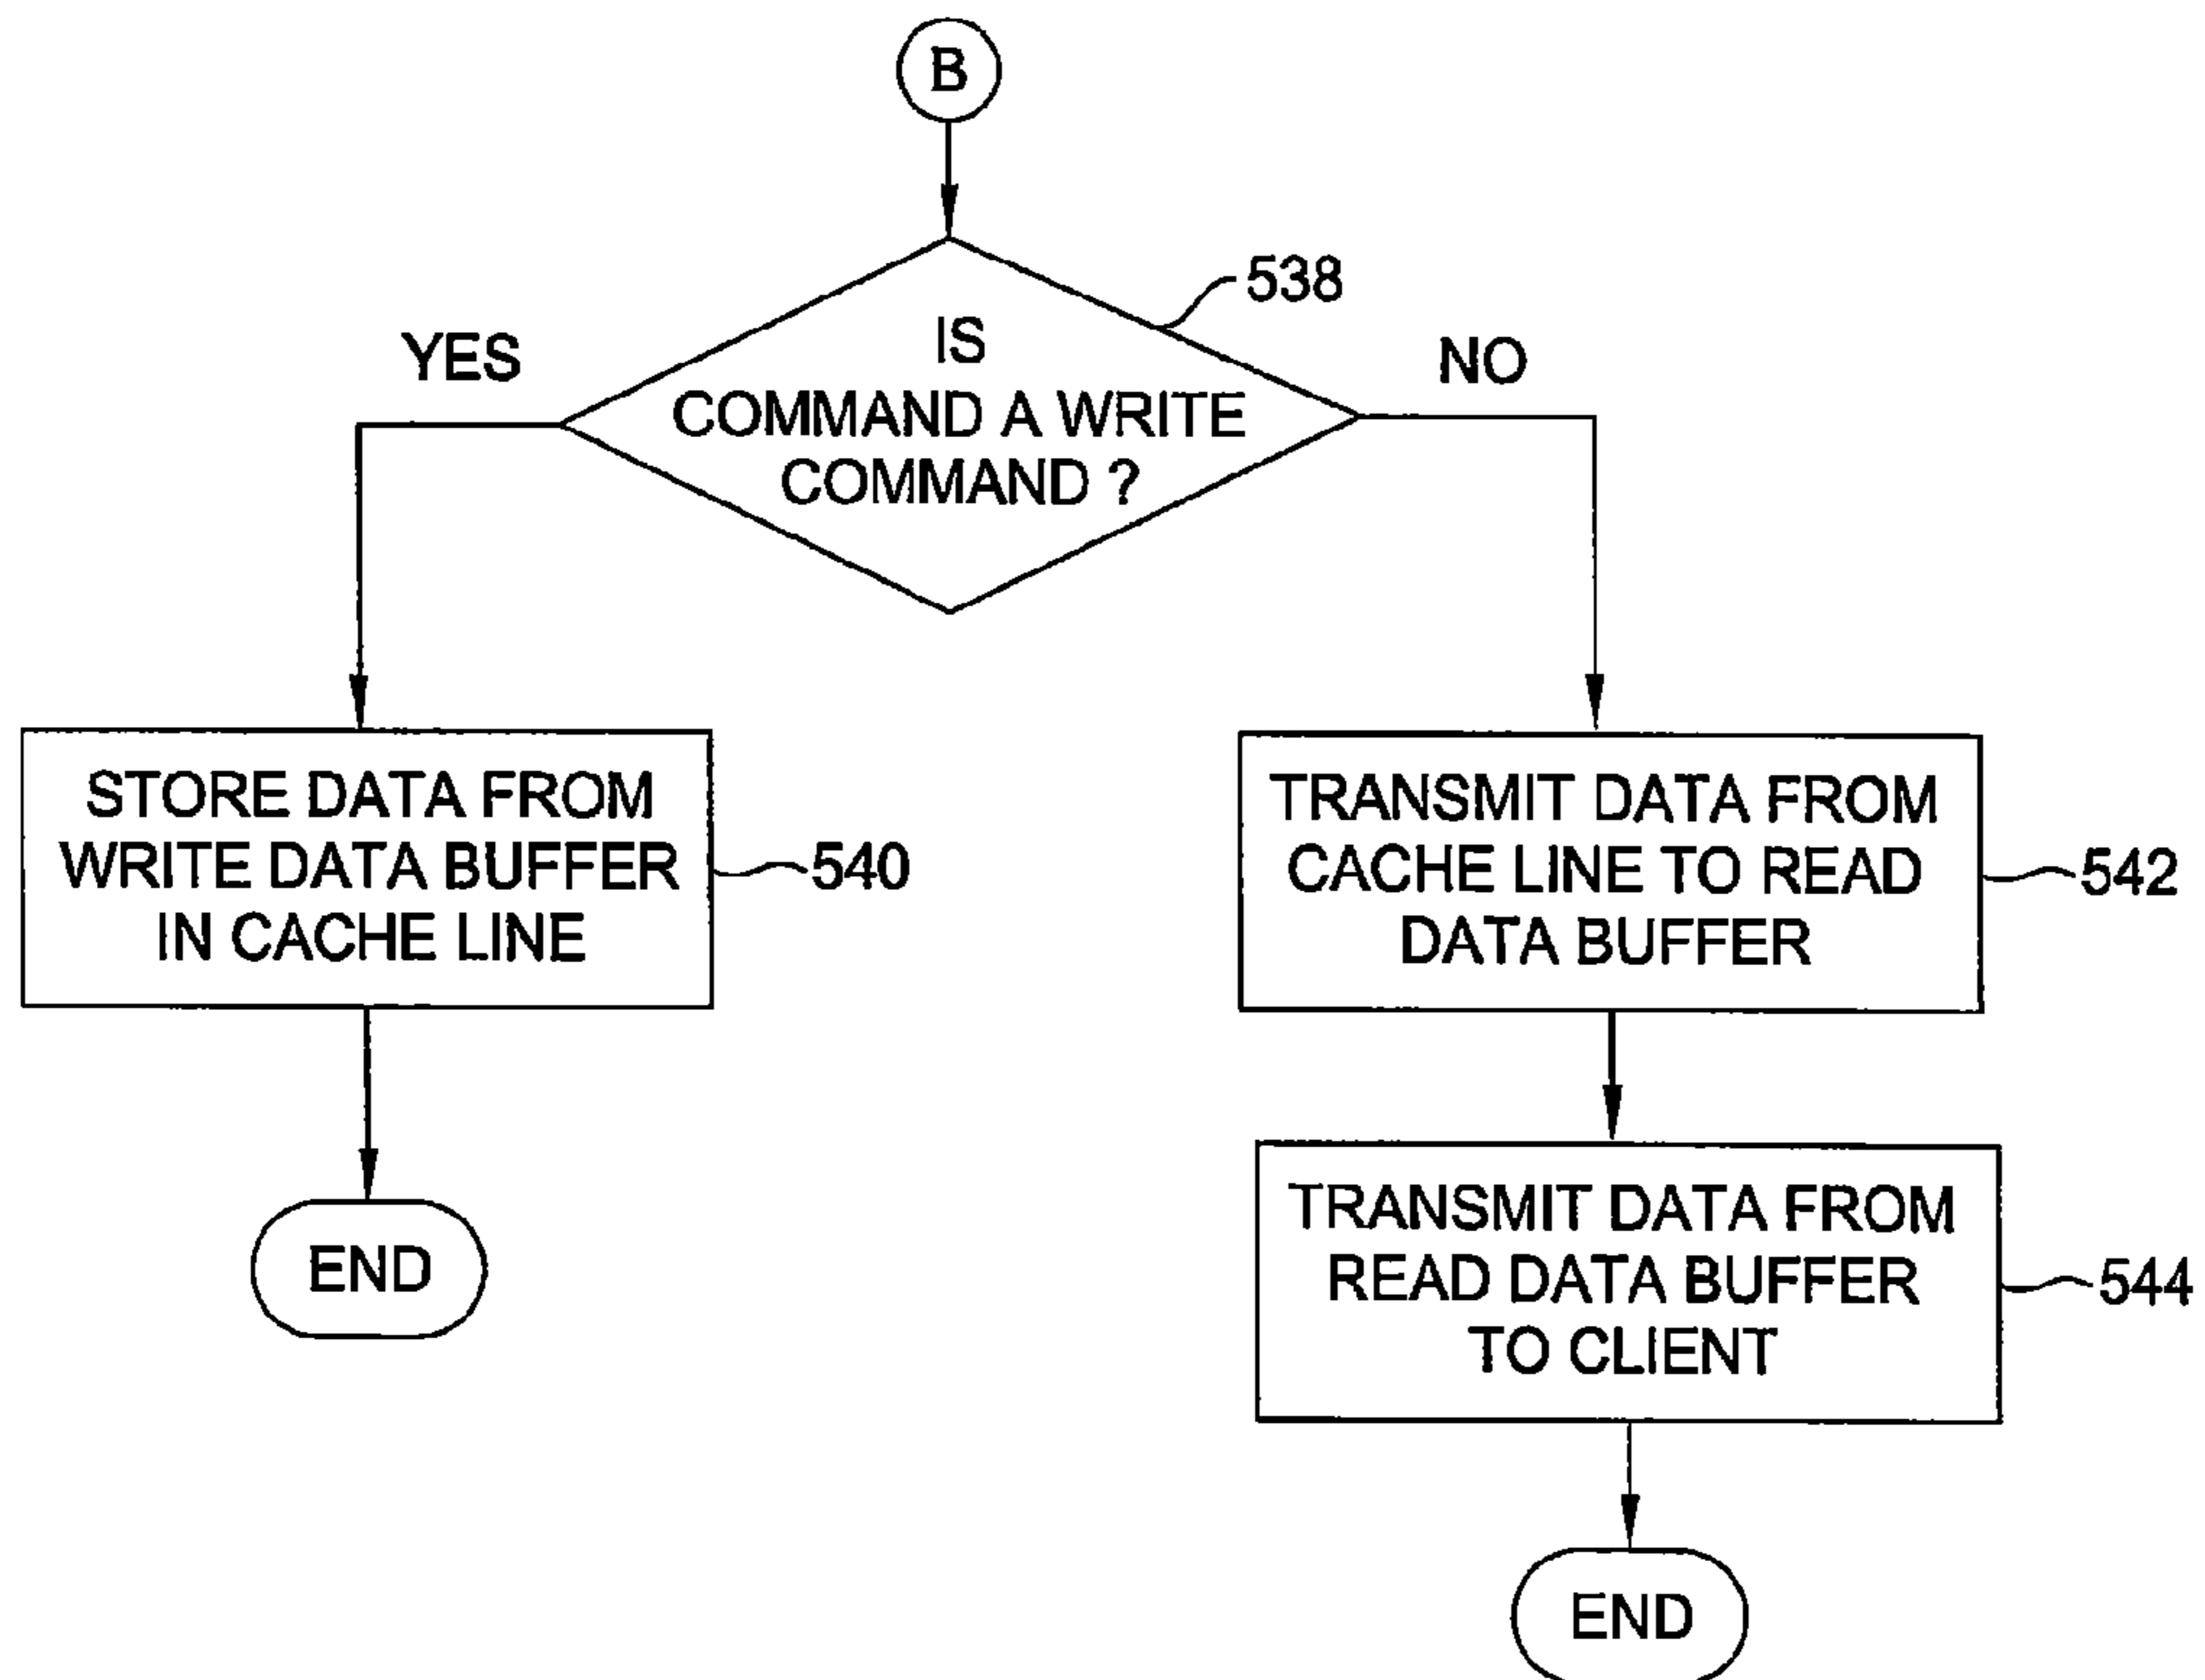 B
538
IS
COMMAND A WRITE
COMMAND ?
YES
NO
STORE DATA FROM
WRITE DATA BUFFER
IN CACHE LINE
540
TRANSMIT DATA FROM
CACHE LINE TO READ
DATA BUFFER
542
END
TRANSMIT DATA FROM
READ DATA BUFFER
TO CLIENT
544
END